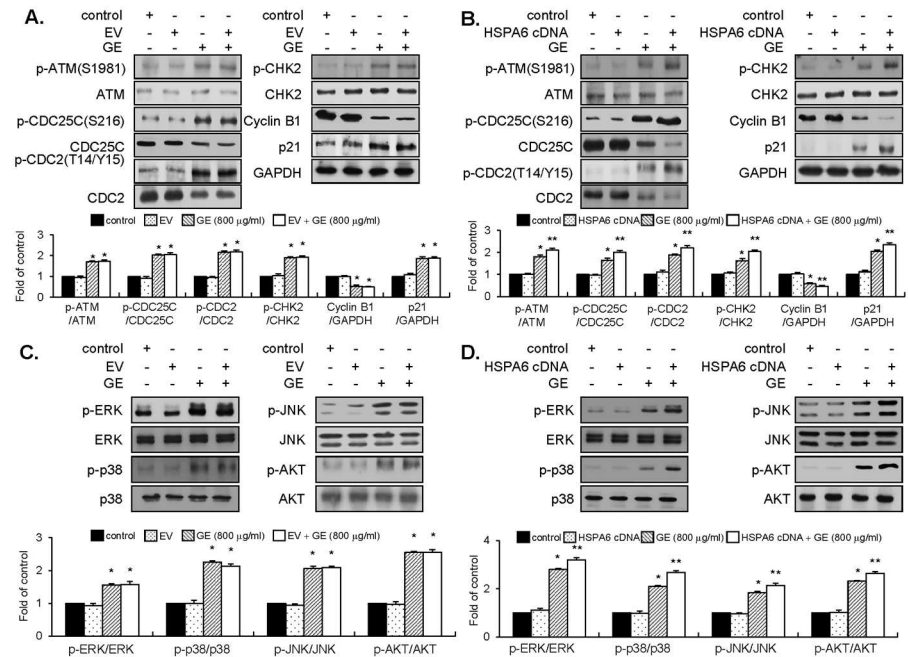 A.
control + - - -
EV - + - +
GE - - + +
p-ATM(S1981)
ATM
p-CDC25C(S216)
CDC25C
p-CDC2(T14/Y15)
CDC2
control + - - -
EV - + - +
GE - - + +
p-CHK2
CHK2
Cyclin B1
p21
GAPDH
control EV GE (800 µg/ml) EV + GE (800 µg/ml)
Fold of control
3
2
1
0
* * * * * * * * * * * *
p-ATM /ATM
p-CDC25C /CDC25C
p-CDC2 /CDC2
p-CHK2 /CHK2
Cyclin B1 /GAPDH
p21 /GAPDH
B.
control + - - -
HSPA6 cDNA - + - +
GE - - + +
p-ATM(S1981)
ATM
p-CDC25C(S216)
CDC25C
p-CDC2(T14/Y15)
CDC2
control + - - -
HSPA6 cDNA - + - +
GE - - + +
p-CHK2
CHK2
Cyclin B1
p21
GAPDH
control HSPA6 cDNA GE (800 µg/ml) HSPA6 cDNA + GE (800 µg/ml)
Fold of control
3
2
1
0
* ** * ** * ** * ** * ** * **
p-ATM /ATM
p-CDC25C /CDC25C
p-CDC2 /CDC2
p-CHK2 /CHK2
Cyclin B1 /GAPDH
p21 /GAPDH
C.
control + - - -
EV - + - +
GE - - + +
p-ERK
ERK
p-p38
p38
control + - - -
EV - + - +
GE - - + +
p-JNK
JNK
p-AKT
AKT
control EV GE (800 µg/ml) EV + GE (800 µg/ml)
Fold of control
3
2
1
0
* * * * * * * *
p-ERK/ERK p-p38/p38 p-JNK/JNK p-AKT/AKT
D.
control + - - -
HSPA6 cDNA - + - +
GE - - + +
p-ERK
ERK
p-p38
p38
control + - - -
HSPA6 cDNA - + - +
GE - - + +
p-JNK
JNK
p-AKT
AKT
control HSPA6 cDNA GE (800 µg/ml) HSPA6 cDNA + GE (800 µg/ml)
Fold of control
4
2
0
* ** * ** * ** * **
p-ERK/ERK p-p38/p38 p-JNK/JNK p-AKT/AKT